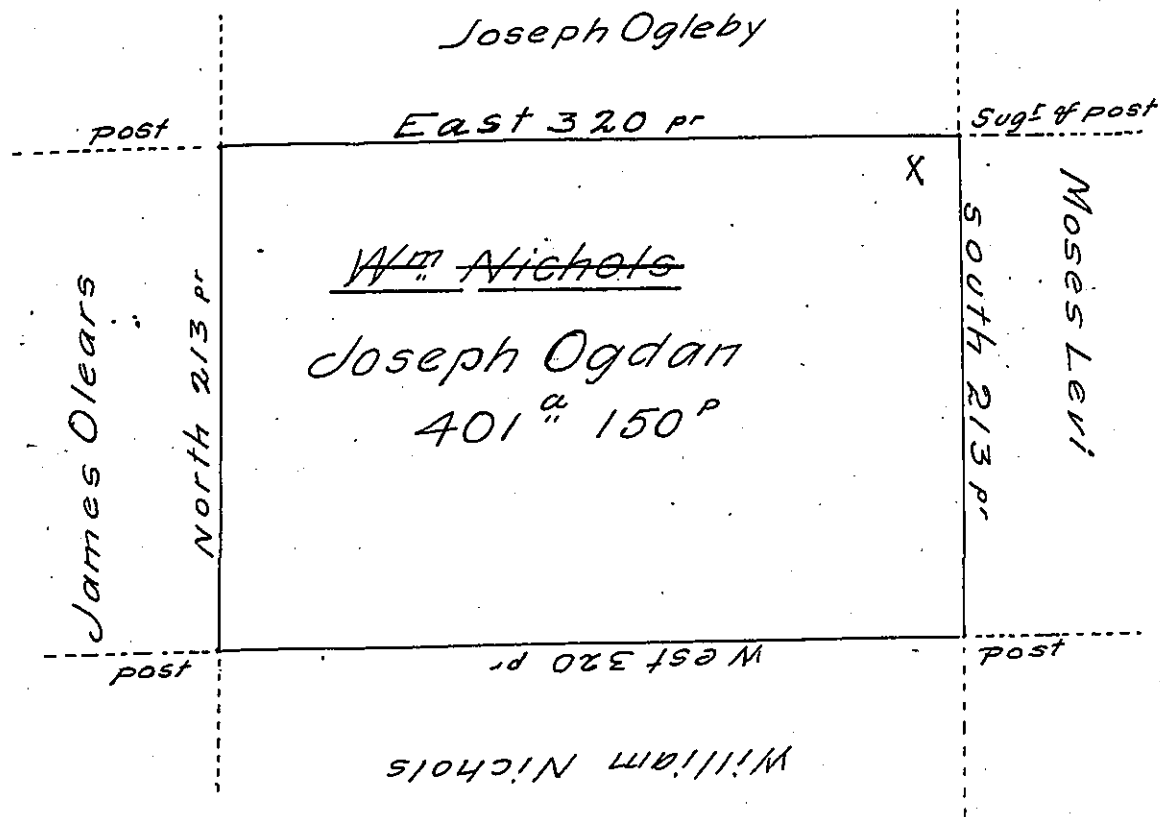 Joseph Ogleby
post
East 320 pr
Sugr & post
X
Moses Levi
South 213 pr
Wm Nichols
Joseph Ogdan
401 a 150 p
James Olears
North 213 pr
post
West 320 pr
post
William Nichols